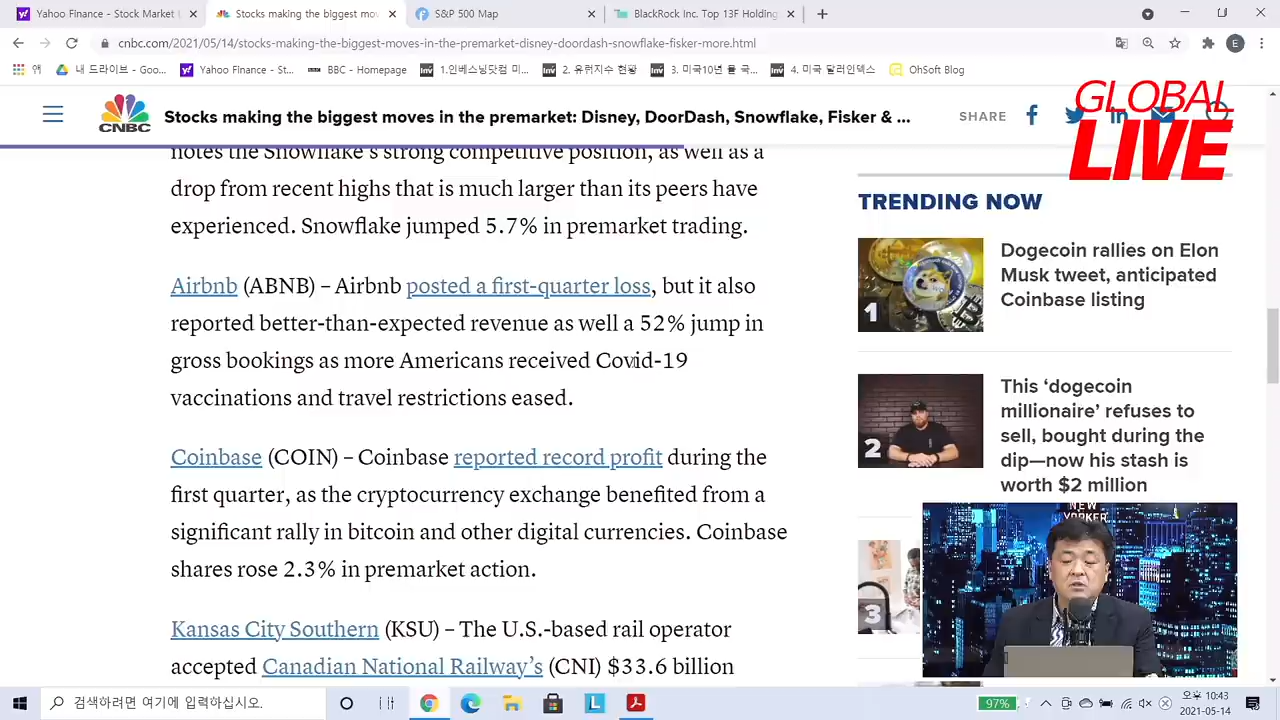 Yahoo Finance - Stock Market
Stocks making the biggest mov
S&P 500 Map
BlackRock Inc. Top 13F Holding
cnbc.com/2021/05/14/stocks-making-the-biggest-moves-in-the-premarket-disney-doordash-snowflake-fisker-more.html
E
앱
내 드라이브 - Goo...
Yahoo FInance - St...
BBC - Homepage
1.인베스닝닷컴 미...
2. 유런지수 현황
3. 미국10년 물 국...
4. 미국 달러인덱스
OhSoft Blog
CNBC
Stocks making the biggest moves in the premarket: Disney, DoorDash, Snowflake, Fisker & ...
SHARE
GLOBAL
LIVE
notes the Snowflake's strong competitive position, as well as a
drop from recent highs that is much larger than its peers have
experienced. Snowflake jumped 5.7% in premarket trading.
Airbnb (ABNB) – Airbnb posted a first-quarter loss, but it also
reported better-than-expected revenue as well a 52% jump in
gross bookings as more Americans received Covid-19
vaccinations and travel restrictions eased.
Coinbase (COIN) – Coinbase reported record profit during the
first quarter, as the cryptocurrency exchange benefited from a
significant rally in bitcoin and other digital currencies. Coinbase
shares rose 2.3% in premarket action.
Kansas City Southern (KSU) – The U.S.-based rail operator
accepted Canadian National Railway's (CNI) $33.6 billion
TRENDING NOW
1
Dogecoin rallies on Elon
Musk tweet, anticipated
Coinbase listing
2
This ‘dogecoin
millionaire’ refuses to
sell, bought during the
dip—now his stash is
worth $2 million
3
NEW
YORKER
검색하려면 여기에 입력하십시오.
97%
오후 10:43
2021-05-14